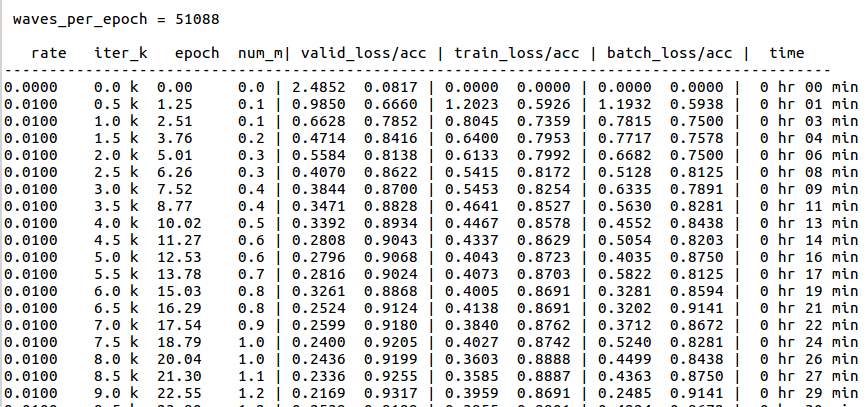 waves_per_epoch = 51088
rate iter_k epoch num_m| valid_loss/acc | train_loss/acc | batch_loss/acc | time
--------------------------------------------------------------------------------------------
0.0000 0.0 k 0.00 0.0 | 2.4852 0.0817 | 0.0000 0.0000 | 0.0000 0.0000 | 0 hr 00 min
0.0100 0.5 k 1.25 0.1 | 0.9850 0.6660 | 1.2023 0.5926 | 1.1932 0.5938 | 0 hr 01 min
0.0100 1.0 k 2.51 0.1 | 0.6628 0.7852 | 0.8045 0.7359 | 0.7815 0.7500 | 0 hr 03 min
0.0100 1.5 k 3.76 0.2 | 0.4714 0.8416 | 0.6400 0.7953 | 0.7717 0.7578 | 0 hr 04 min
0.0100 2.0 k 5.01 0.3 | 0.5584 0.8138 | 0.6133 0.7992 | 0.6682 0.7500 | 0 hr 06 min
0.0100 2.5 k 6.26 0.3 | 0.4070 0.8622 | 0.5415 0.8172 | 0.5128 0.8125 | 0 hr 08 min
0.0100 3.0 k 7.52 0.4 | 0.3844 0.8700 | 0.5453 0.8254 | 0.6335 0.7891 | 0 hr 09 min
0.0100 3.5 k 8.77 0.4 | 0.3471 0.8828 | 0.4641 0.8527 | 0.5630 0.8281 | 0 hr 11 min
0.0100 4.0 k 10.02 0.5 | 0.3392 0.8934 | 0.4467 0.8578 | 0.4552 0.8438 | 0 hr 13 min
0.0100 4.5 k 11.27 0.6 | 0.2808 0.9043 | 0.4337 0.8629 | 0.5054 0.8203 | 0 hr 14 min
0.0100 5.0 k 12.53 0.6 | 0.2796 0.9068 | 0.4043 0.8723 | 0.4035 0.8750 | 0 hr 16 min
0.0100 5.5 k 13.78 0.7 | 0.2816 0.9024 | 0.4073 0.8703 | 0.5822 0.8125 | 0 hr 17 min
0.0100 6.0 k 15.03 0.8 | 0.3261 0.8868 | 0.4005 0.8691 | 0.3281 0.8594 | 0 hr 19 min
0.0100 6.5 k 16.29 0.8 | 0.2524 0.9124 | 0.4138 0.8691 | 0.3202 0.9141 | 0 hr 21 min
0.0100 7.0 k 17.54 0.9 | 0.2599 0.9180 | 0.3840 0.8762 | 0.3712 0.8672 | 0 hr 22 min
0.0100 7.5 k 18.79 1.0 | 0.2400 0.9205 | 0.4027 0.8742 | 0.5240 0.8281 | 0 hr 24 min
0.0100 8.0 k 20.04 1.0 | 0.2436 0.9199 | 0.3603 0.8888 | 0.4499 0.8438 | 0 hr 26 min
0.0100 8.5 k 21.30 1.1 | 0.2336 0.9255 | 0.3585 0.8887 | 0.4363 0.8750 | 0 hr 27 min
0.0100 9.0 k 22.55 1.2 | 0.2169 0.9317 | 0.3959 0.8691 | 0.2485 0.9141 | 0 hr 29 min